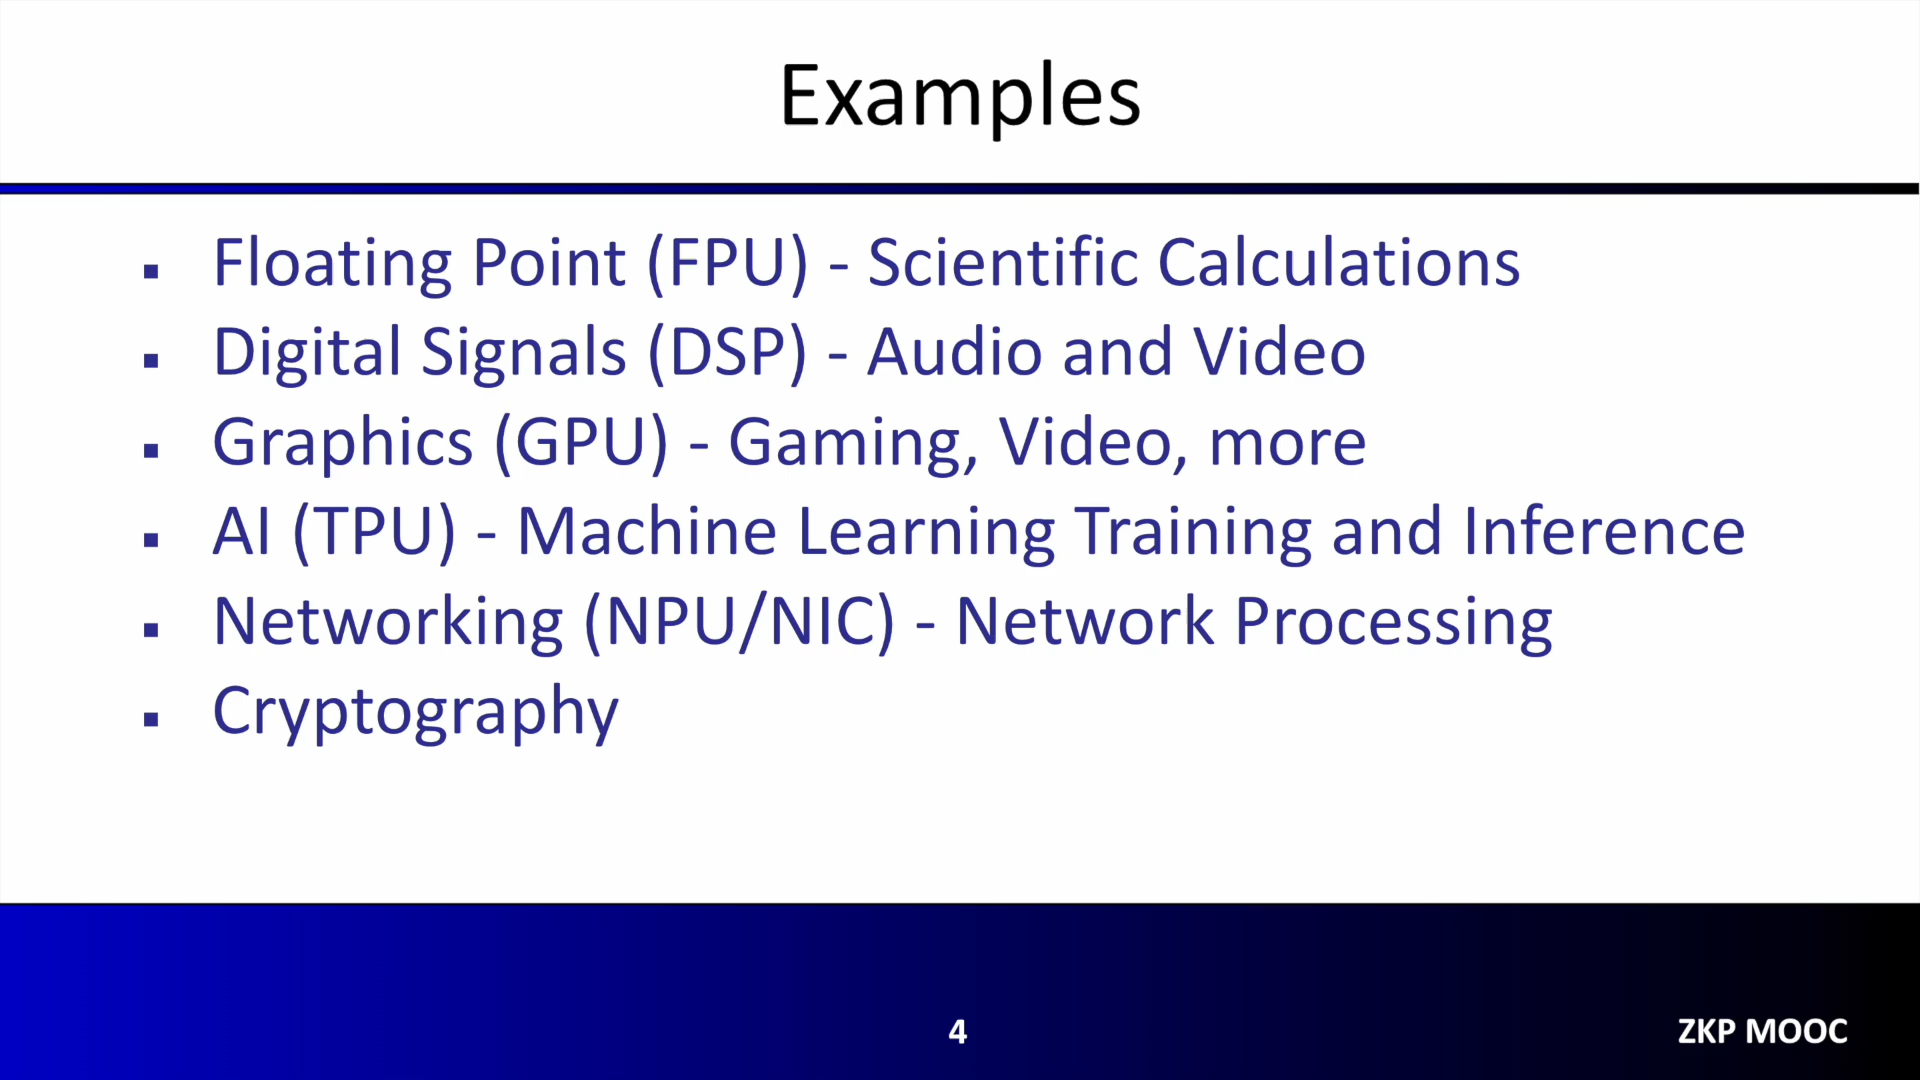 Examples
▪ Floating Point (FPU) - Scientific Calculations
▪ Digital Signals (DSP) - Audio and Video
▪ Graphics (GPU) - Gaming, Video, more
▪ AI (TPU) - Machine Learning Training and Inference
▪ Networking (NPU/NIC) - Network Processing
▪ Cryptography
4
ZKP MOOC